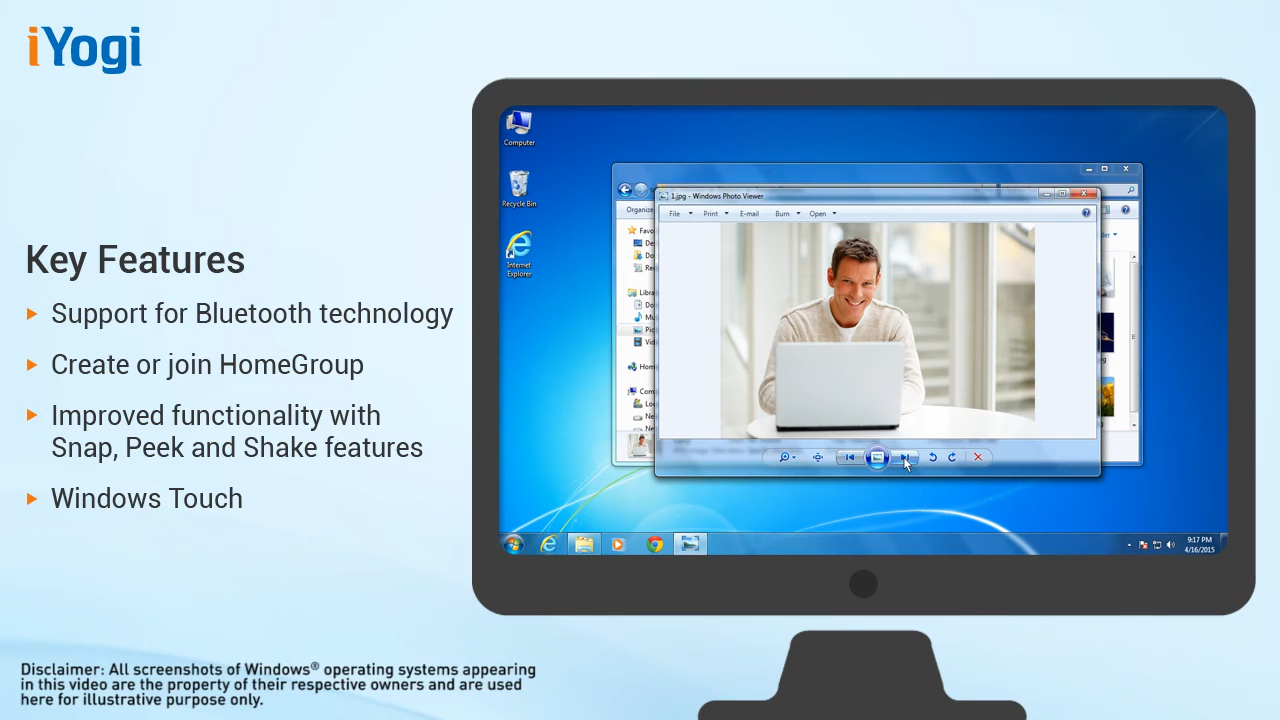 iYogi
Key Features
Support for Bluetooth technology
Create or join HomeGroup
Improved functionality with
Snap, Peek and Shake features
Windows Touch
Disclaimer: All screenshots of Windows® operating systems appearing
in this video are the property of their respective owners and are used
here for illustrative purpose only.
Computer
Recycle Bin
Internet
Explorer
1.jpg - Windows Photo Viewer
File Print E-mail Burn Open
Organize
9:17 PM
4/16/2015